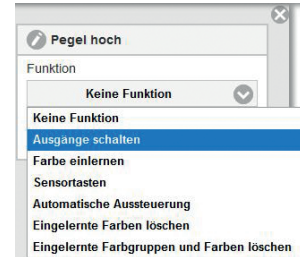 Pegel hoch
Funktion
Keine Funktion
Keine Funktion
Ausgänge schalten
Farbe einlernen
Sensortasten
Automatische Aussteuerung
Eingelernte Farben löschen
Eingelernte Farbgruppen und Farben löschen